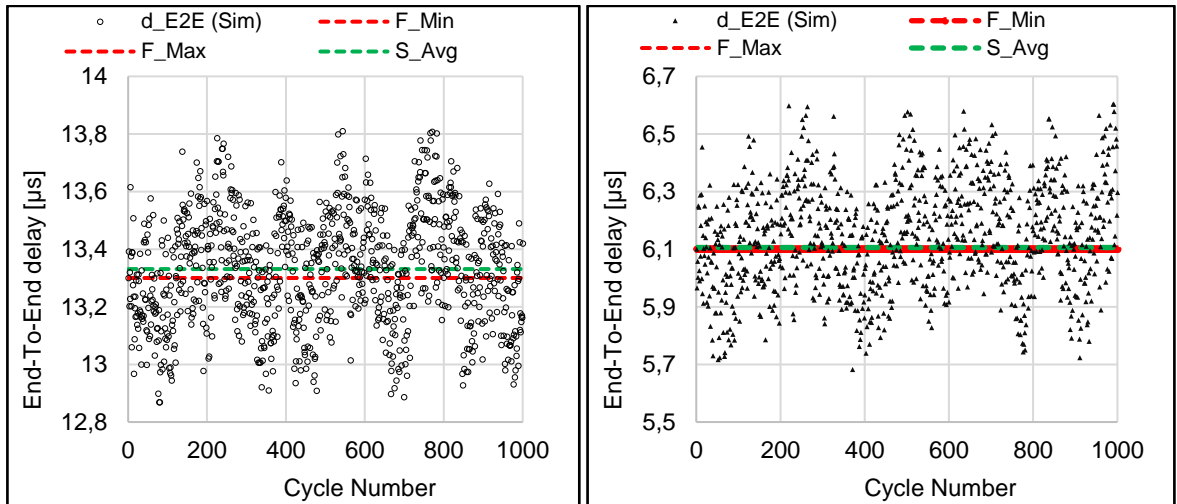 d_E2E (Sim) F_Min
F_Max S_Avg
End-To-End delay [µs]
14
13,8
13,6
13,4
13,2
13
12,8
0 200 400 600 800 1000
Cycle Number
d_E2E (Sim) F_Min
F_Max S_Avg
End-To-End delay [µs]
6,7
6,5
6,3
6,1
5,9
5,7
5,5
0 200 400 600 800 1000
Cycle Number